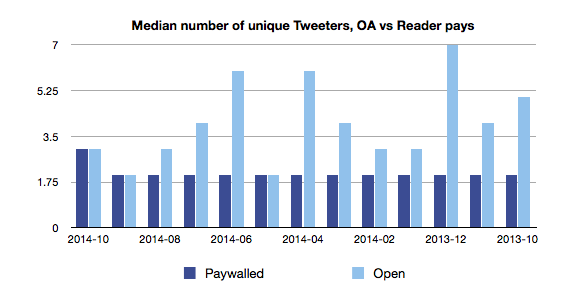 Median number of unique Tweeters, OA vs Reader pays
7
5.25
3.5
1.75
0
2014-10 2014-08 2014-06 2014-04 2014-02 2013-12 2013-10
Paywalled Open